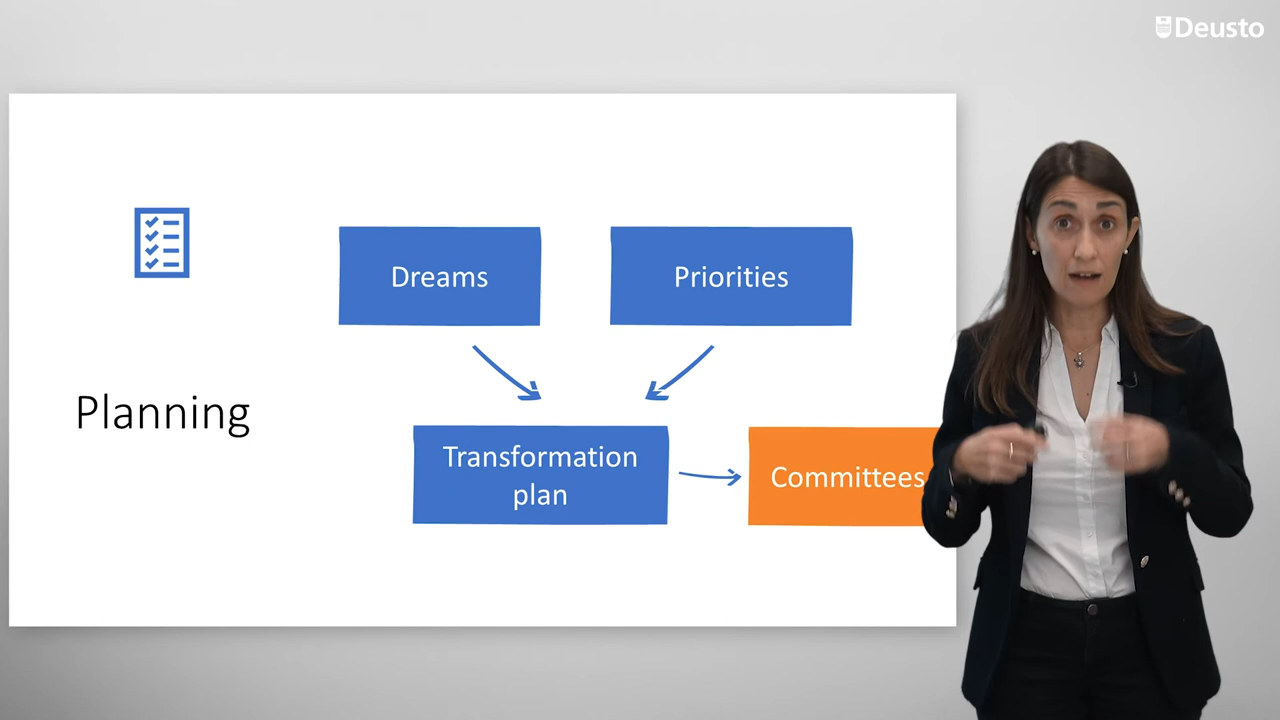 Deusto
Dreams
Priorities
Planning
Transformation
plan
Committees